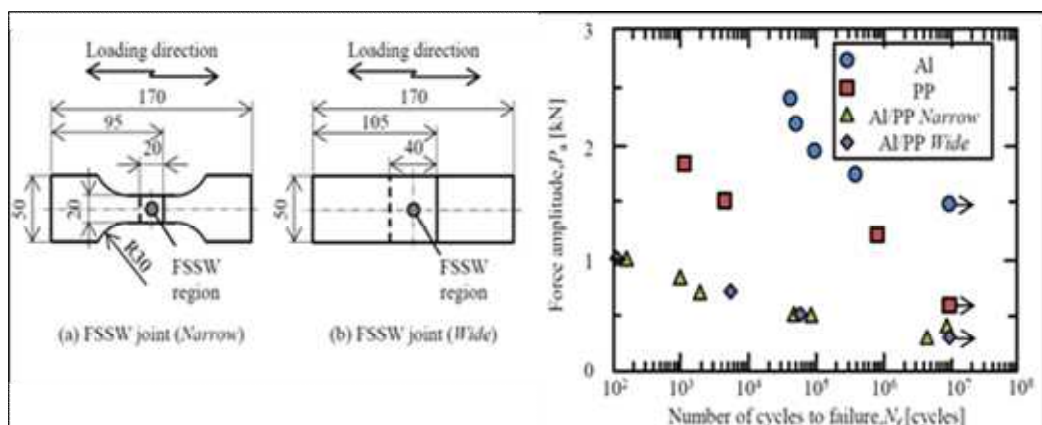 Loading direction
170
95
20
50
20
R30
FSSW
region
(a) FSSW joint (Narrow)
Loading direction
170
105
40
50
FSSW
region
(b) FSSW joint (Wide)
Force amplitude, Pa [kN]
3
2
1
0
Al
PP
Al/PP Narrow
Al/PP Wide
10² 10³ 10⁴ 10⁵ 10⁶ 10⁷ 10⁸
Number of cycles to failure, Nf [cycles]